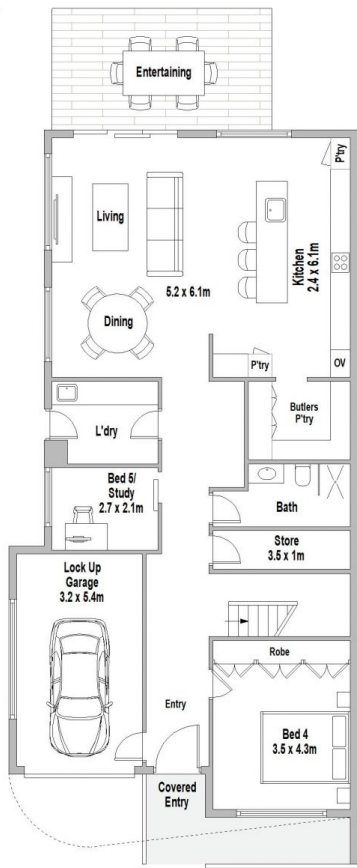 Entertaining
P'try
Living
Kitchen
2.4 x 6.1m
5.2 x 6.1m
Dining
P'try
OV
Butlers
P'try
L'dry
Bed 5/
Study
2.7 x 2.1m
Bath
Store
3.5 x 1m
Lock Up
Garage
3.2 x 5.4m
Robe
Entry
Bed 4
3.5 x 4.3m
Covered
Entry